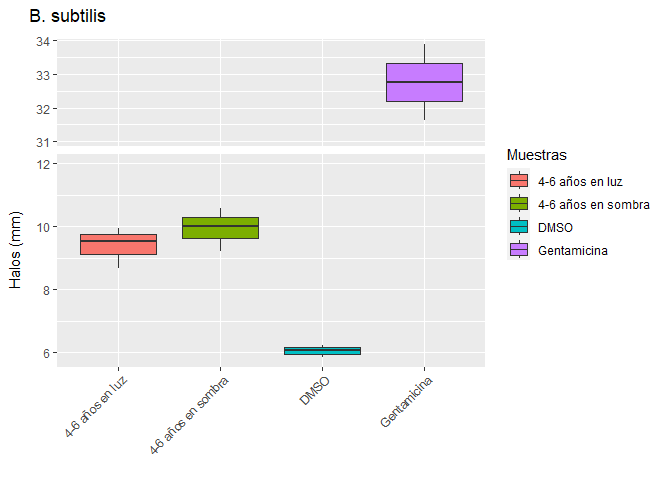 B. subtilis
34
33
32
31
12
10
8
6
Halos (mm)
4-6 años en luz
4-6 años en sombra
DMSO
Gentamicina
Muestras
4-6 años en luz
4-6 años en sombra
DMSO
Gentamicina